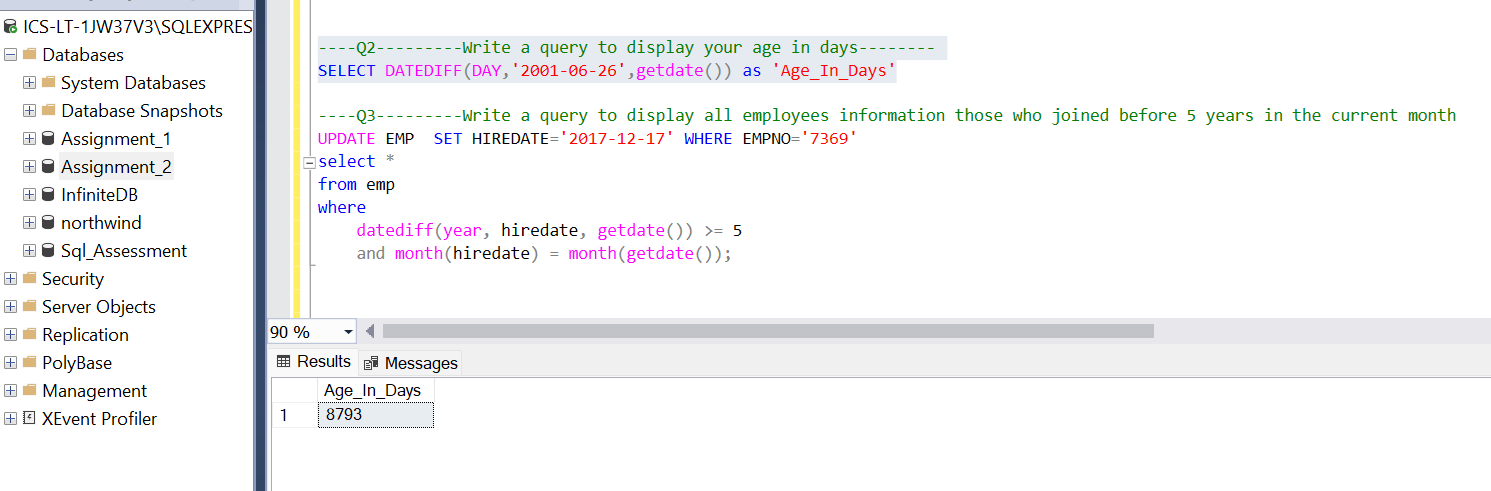 ICS-LT-1JW37V3\SQLEXPRES
Databases
System Databases
Database Snapshots
Assignment_1
Assignment_2
InfiniteDB
northwind
Sql_Assessment
Security
Server Objects
Replication
PolyBase
Management
XEvent Profiler
----Q2---------Write a query to display your age in days--------
SELECT DATEDIFF(DAY,'2001-06-26',getdate()) as 'Age_In_Days'
----Q3---------Write a query to display all employees information those who joined before 5 years in the current month
UPDATE EMP  SET HIREDATE='2017-12-17' WHERE EMPNO='7369'
select *
from emp
where
    datediff(year, hiredate, getdate()) >= 5
    and month(hiredate) = month(getdate());
90 %
Results Messages
Age_In_Days
1 8793